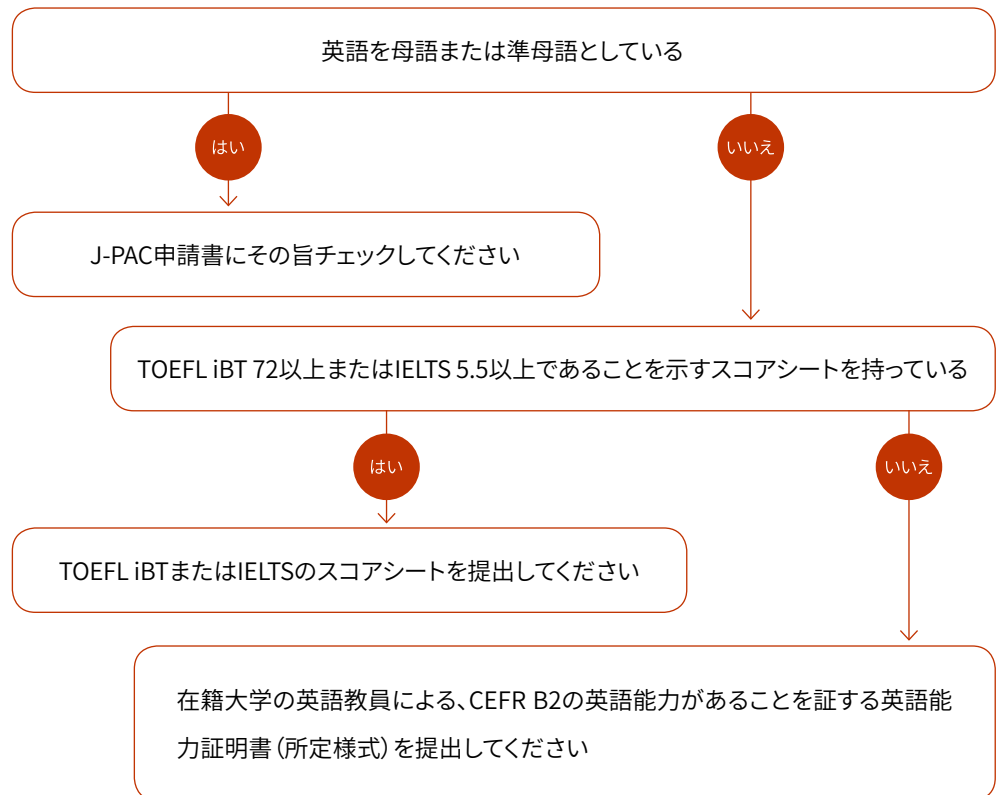 英語を母語または準母語としている
はい
いいえ
J-PAC申請書にその旨チェックしてください
TOEFL iBT 72以上またはIELTS 5.5以上であることを示すスコアシートを持っている
はい
いいえ
TOEFL iBTまたはIELTSのスコアシートを提出してください
在籍大学の英語教員による、CEFR B2の英語能力があることを証する英語能
力証明書（所定様式）を提出してください